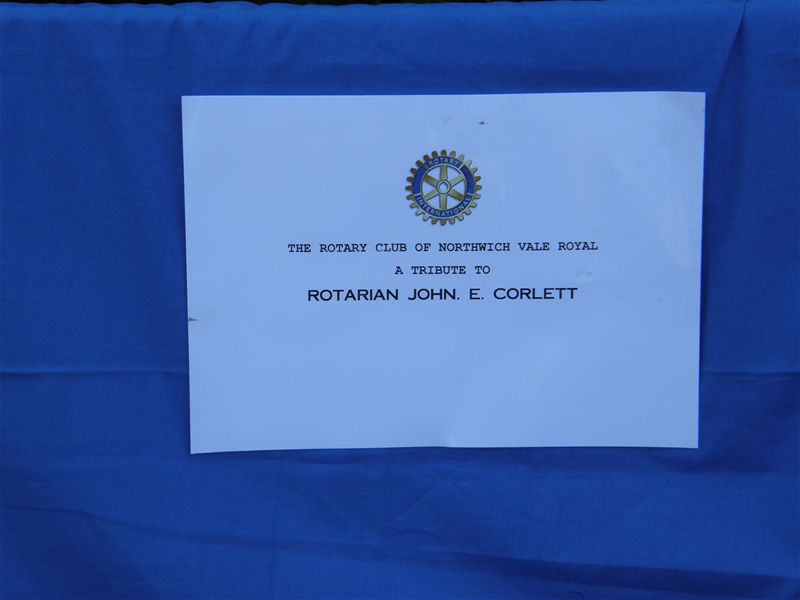 ROTARY
INTERNATIONAL
THE ROTARY CLUB OF NORTHWICH VALE ROYAL
A TRIBUTE TO
ROTARIAN JOHN. E. CORLETT